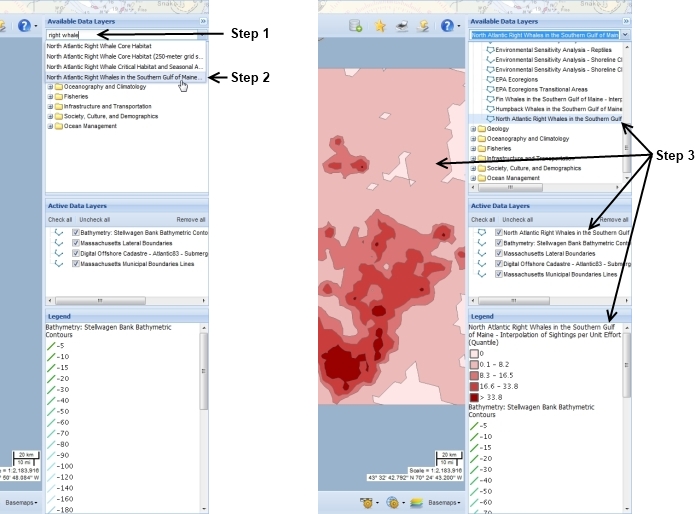 Available Data Layers
right whale
Step 1
North Atlantic Right Whale Core Habitat
North Atlantic Right Whale Core Habitat (250-meter grid s...
North Atlantic Right Whale Critical Habitat and Seasonal A...
North Atlantic Right Whales in the Southern Gulf of Maine...
Step 2
Oceanography and Climatology
Fisheries
Infrastructure and Transportation
Society, Culture, and Demographics
Ocean Management
Active Data Layers
Check all Uncheck all Remove all
Bathymetry: Stellwagen Bank Bathymetric Conto
Massachusetts Lateral Boundaries
Digital Offshore Cadastre - Atlantic83 - Submerg
Massachusetts Municipal Boundaries Lines
Legend
Bathymetry: Stellwagen Bank Bathymetric
Contours
-5
-10
-15
-20
-30
-40
-50
-60
-70
-80
-90
-100
-120
-140
-160
-180
20 km
10 mi
= 1:2,183,916
50' 48.084" W
Basemaps
Available Data Layers
North Atlantic Right Whales in the Southern Gulf of Main
Environmental Sensitivity Analysis - Reptiles
Environmental Sensitivity Analysis - Shoreline Cl
Environmental Sensitivity Analysis - Shoreline Cl
EPA Ecoregions
EPA Ecoregions Transitional Areas
Fin Whales in the Southern Gulf of Maine - Interp
Humpback Whales in the Southern Gulf of Maine
North Atlantic Right Whales in the Southern Gulf
Geology
Oceanography and Climatology
Fisheries
Infrastructure and Transportation
Society, Culture, and Demographics
Ocean Management
Step 3
Active Data Layers
Check all Uncheck all Remove all
North Atlantic Right Whales in the Southern Gulf
Bathymetry: Stellwagen Bank Bathymetric Conto
Massachusetts Lateral Boundaries
Digital Offshore Cadastre - Atlantic83 - Submerg
Massachusetts Municipal Boundaries Lines
Legend
North Atlantic Right Whales in the Southern Gulf
of Maine - Interpolation of Sightings per Unit Effort
(Quantile)
0
0.1 - 8.2
8.3 - 16.5
16.6 - 33.8
> 33.8
Bathymetry: Stellwagen Bank Bathymetric
Contours
-5
-10
-15
-20
-30
-40
-50
-60
-70
20 km
10 mi
Scale = 1:2,183,916
43° 32' 42.792" N 70° 24' 43.200" W
Basemaps